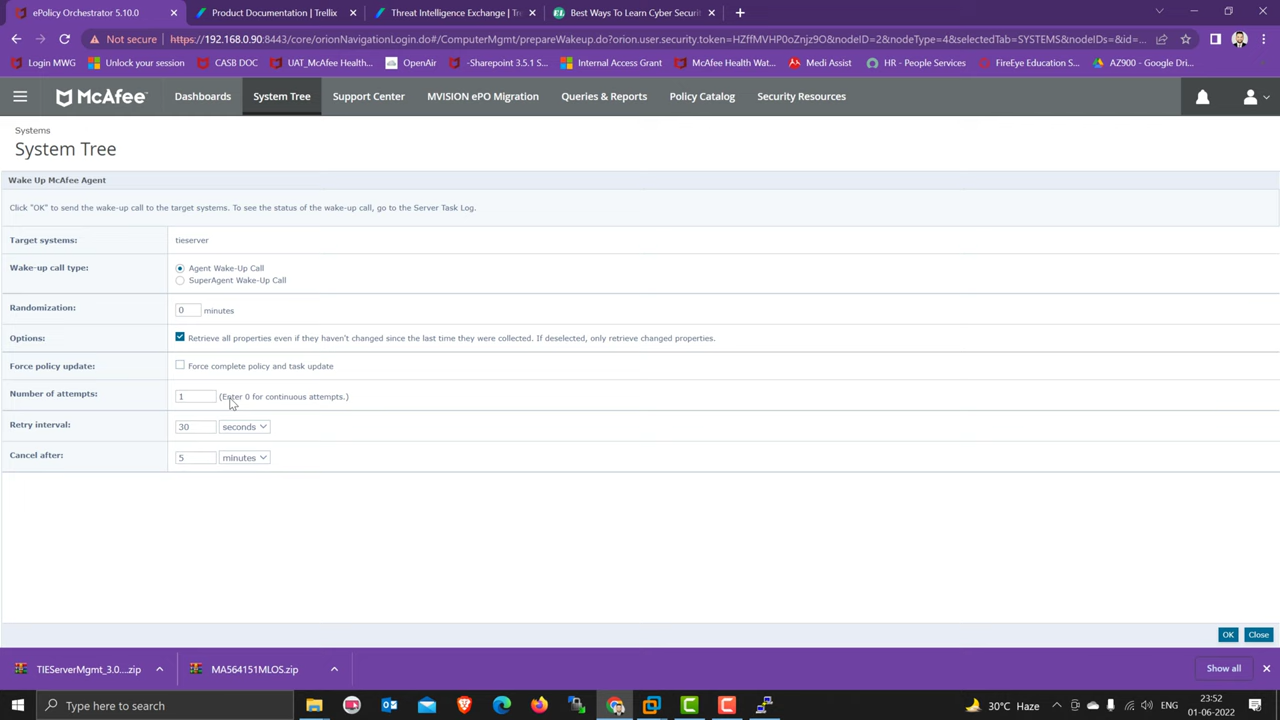 ePolicy Orchestrator 5.10.0
Product Documentation | Trellix
Threat Intelligence Exchange | Tr
Best Ways To Learn Cyber Securi
Not secure
https://192.168.0.90:8443/core/orionNavigationLogin.do#/ComputerMgmt/prepareWakeup.do?orion.user.security.token=HZffMVHP0oZnjz9O&nodeID=2&nodeType=4&selectedTab=SYSTEMS&nodeIDs=&id=...
Login MWG
Unlock your session
CASB DOC
UAT_McAfee Health...
OpenAir
-Sharepoint 3.5.1 S...
Internal Access Grant
McAfee Health Wat...
Medi Assist
HR - People Services
FireEye Education S...
AZ900 - Google Dri...
McAfee™
Dashboards
System Tree
Support Center
MVISION ePO Migration
Queries & Reports
Policy Catalog
Security Resources
Systems
System Tree
Wake Up McAfee Agent
Click "OK" to send the wake-up call to the target systems. To see the status of the wake-up call, go to the Server Task Log.
Target systems: tieserver
Wake-up call type: Agent Wake-Up Call
SuperAgent Wake-Up Call
Randomization: 0 minutes
Options: Retrieve all properties even if they haven't changed since the last time they were collected. If deselected, only retrieve changed properties.
Force policy update: Force complete policy and task update
Number of attempts: 1 (Enter 0 for continuous attempts.)
Retry interval: 30 seconds
Cancel after: 5 minutes
OK
Close
TIEServerMgmt_3.0....zip
MA564151MLOS.zip
Show all
Type here to search
30°C Haze
ENG
23:52
01-06-2022